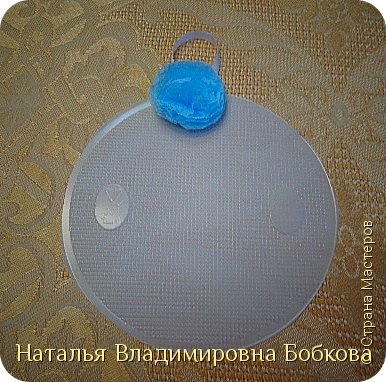 Страна Мастеров
Наталья Владимировна Бобкова